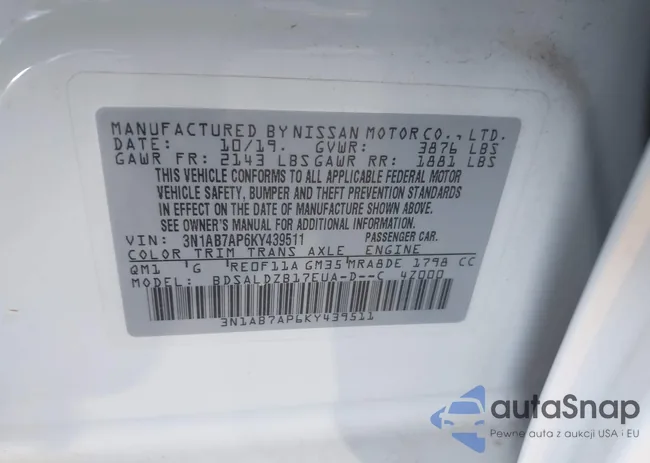 MANUFACTURED BY NISSAN MOTOR CO., LTD.
DATE: 10/19. GVWR: 3876 LBS
GAWR FR: 2143 LBS GAWR RR: 1881 LBS
THIS VEHICLE CONFORMS TO ALL APPLICABLE FEDERAL MOTOR
VEHICLE SAFETY, BUMPER AND THEFT PREVENTION STANDARDS
IN EFFECT ON THE DATE OF MANUFACTURE SHOWN ABOVE.
SEE OWNER'S MANUAL FOR ADDITIONAL INFORMATION.
VIN: 3N1AB7AP6KY439511 PASSENGER CAR.
COLOR TRIM TRANS AXLE ENGINE
QM1 G RE0F11A GM35 MRA8DE 1798 CC
MODEL: BDSALDZB17EUA-D--C 4Z000
3N1AB7AP6KY439511
autaSnap
Pewne auta z aukcji USA i EU